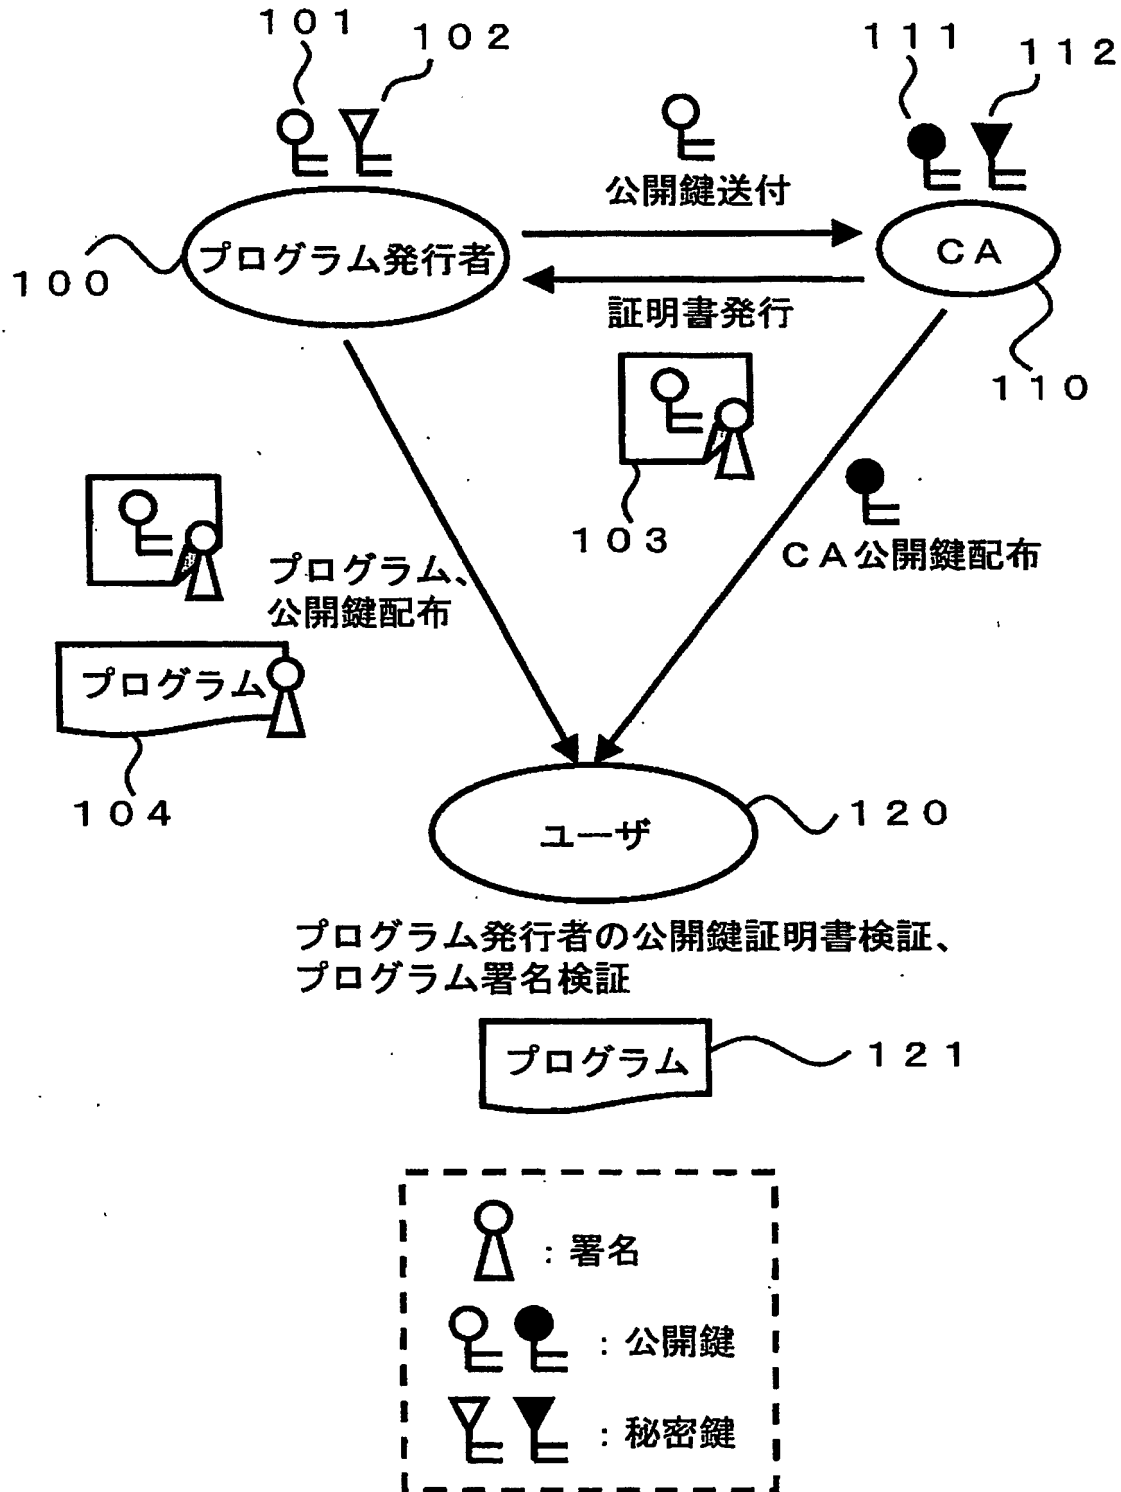 １０１
１０２
１１１
１１２
公開鍵送付
プログラム発行者
ＣＡ
１００
証明書発行
１１０
１０３
ＣＡ公開鍵配布
プログラム、
公開鍵配布
プログラム
１０４
１２０
ユーザ
プログラム発行者の公開鍵証明書検証、
プログラム署名検証
プログラム
１２１
：署名
：公開鍵
：秘密鍵